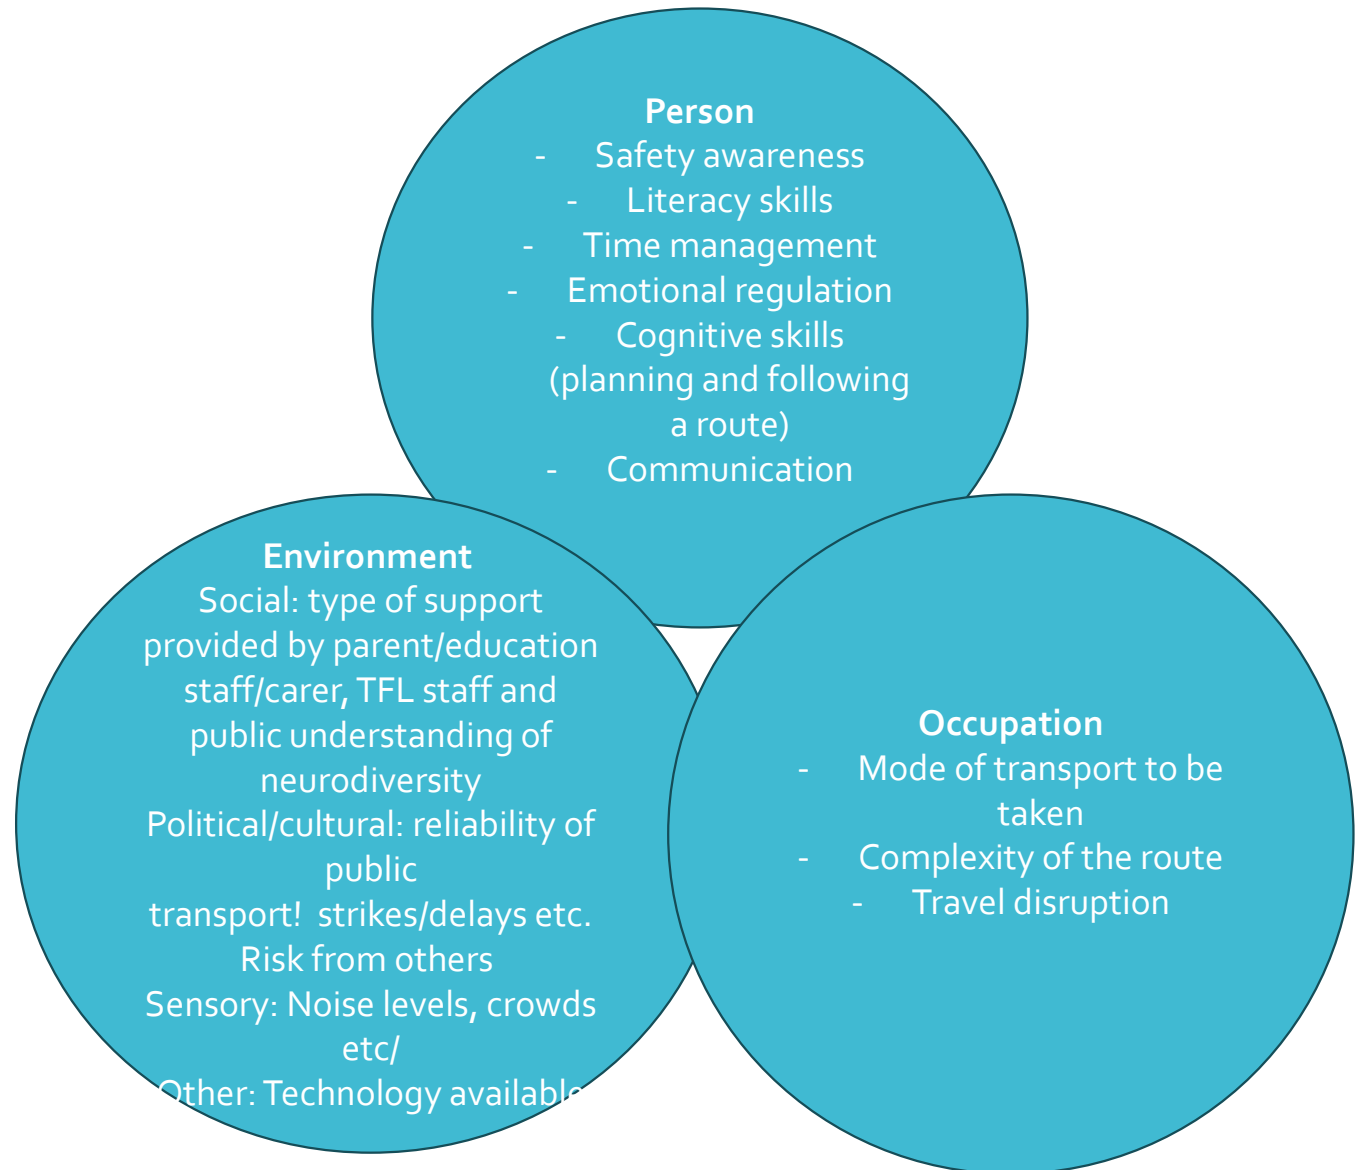 Person
- Safety awareness
- Literacy skills
- Time management
- Emotional regulation
- Cognitive skills
(planning and following
a route)
- Communication
Environment
Social: type of support
provided by parent/education
staff/carer, TFL staff and
public understanding of
neurodiversity
Political/cultural: reliability of
public
transport! strikes/delays etc.
Risk from others
Sensory: Noise levels, crowds
etc/
Other: Technology available
Occupation
- Mode of transport to be
taken
- Complexity of the route
- Travel disruption